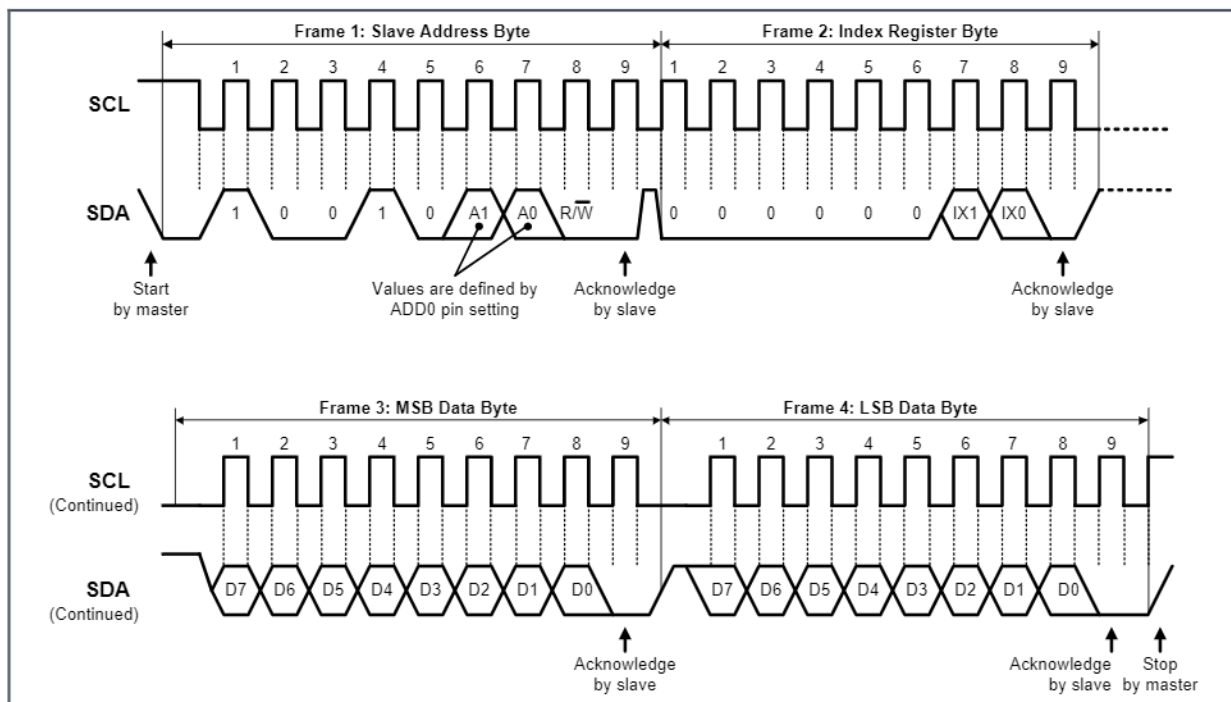 Frame 1: Slave Address Byte
Frame 2: Index Register Byte
1 2 3 4 5 6 7 8 9 1 2 3 4 5 6 7 8 9
SCL
SDA 1 0 0 1 0 A1 A0 R/W̅ 0 0 0 0 0 0 IX1 IX0
Start
by master
Values are defined by
ADD0 pin setting
Acknowledge
by slave
Acknowledge
by slave
Frame 3: MSB Data Byte
Frame 4: LSB Data Byte
1 2 3 4 5 6 7 8 9 1 2 3 4 5 6 7 8 9
SCL
(Continued)
SDA D7 D6 D5 D4 D3 D2 D1 D0 D7 D6 D5 D4 D3 D2 D1 D0
(Continued)
Acknowledge
by slave
Acknowledge
by slave
Stop
by master